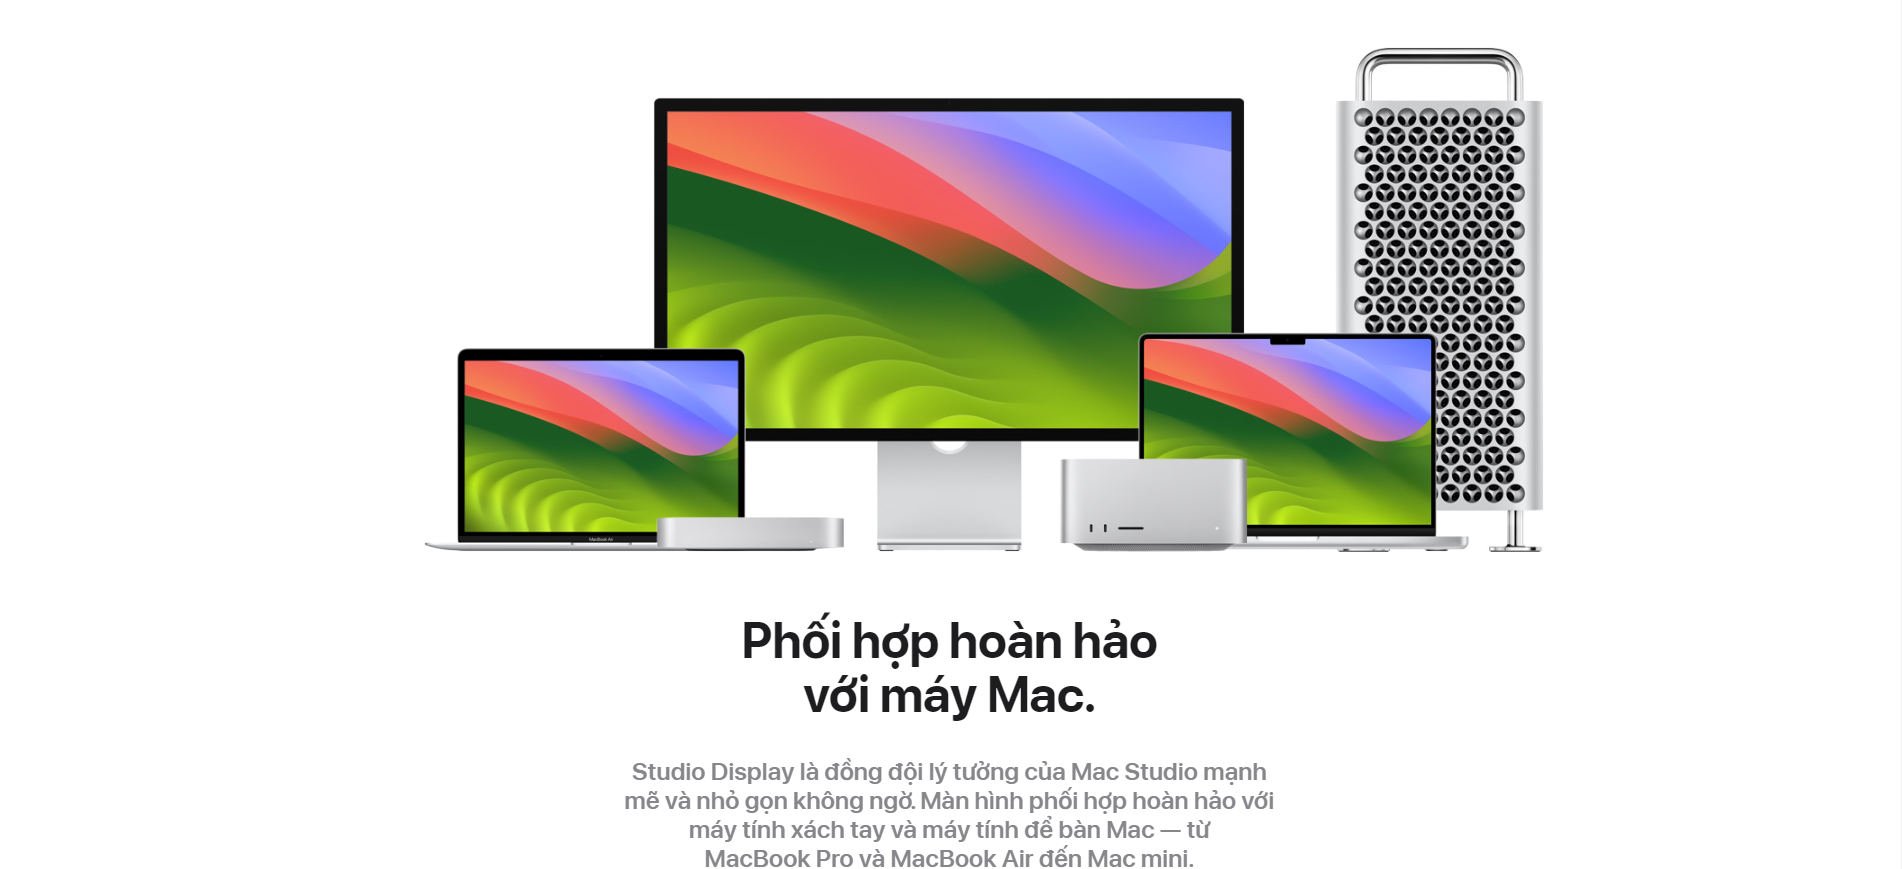 MacBook Air
Phối hợp hoàn hảo
với máy Mac.
Studio Display là đồng đội lý tưởng của Mac Studio mạnh
mẽ và nhỏ gọn không ngờ. Màn hình phối hợp hoàn hảo với
máy tính xách tay và máy tính để bàn Mac — từ
MacBook Pro và MacBook Air đến Mac mini.